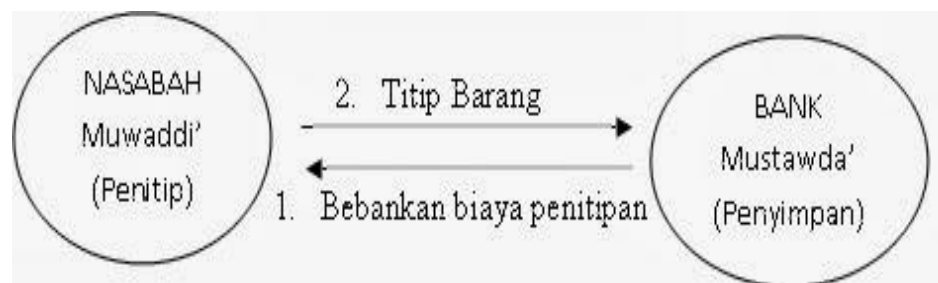 NASABAH
Muwaddi'
(Penitip)
2. Titip Barang
1. Bebankan biaya penitipan
BANK
Mustawda'
(Penyimpan)